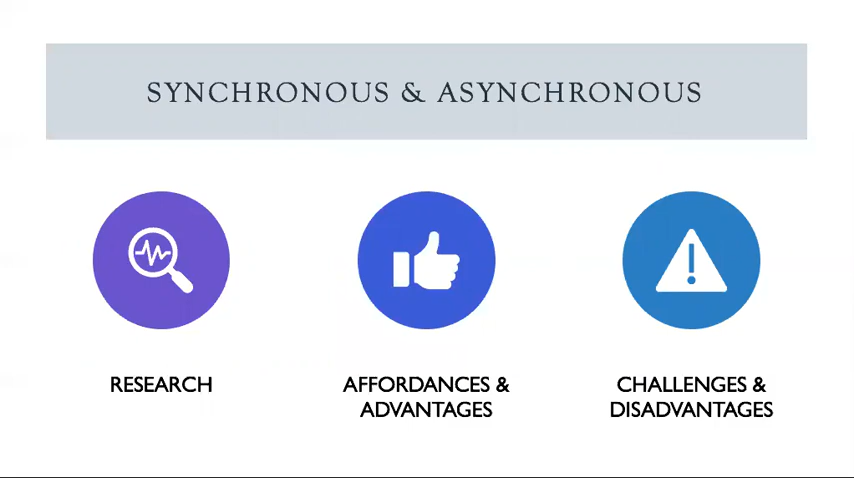 SYNCHRONOUS & ASYNCHRONOUS
RESEARCH
AFFORDANCES &
ADVANTAGES
CHALLENGES &
DISADVANTAGES